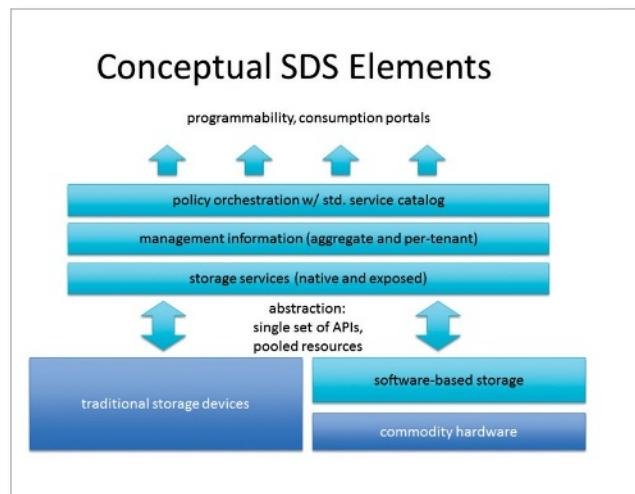 Conceptual SDS Elements
programmability, consumption portals
policy orchestration w/ std. service catalog
management information (aggregate and per-tenant)
storage services (native and exposed)
abstraction:
single set of APIs,
pooled resources
traditional storage devices
software-based storage
commodity hardware